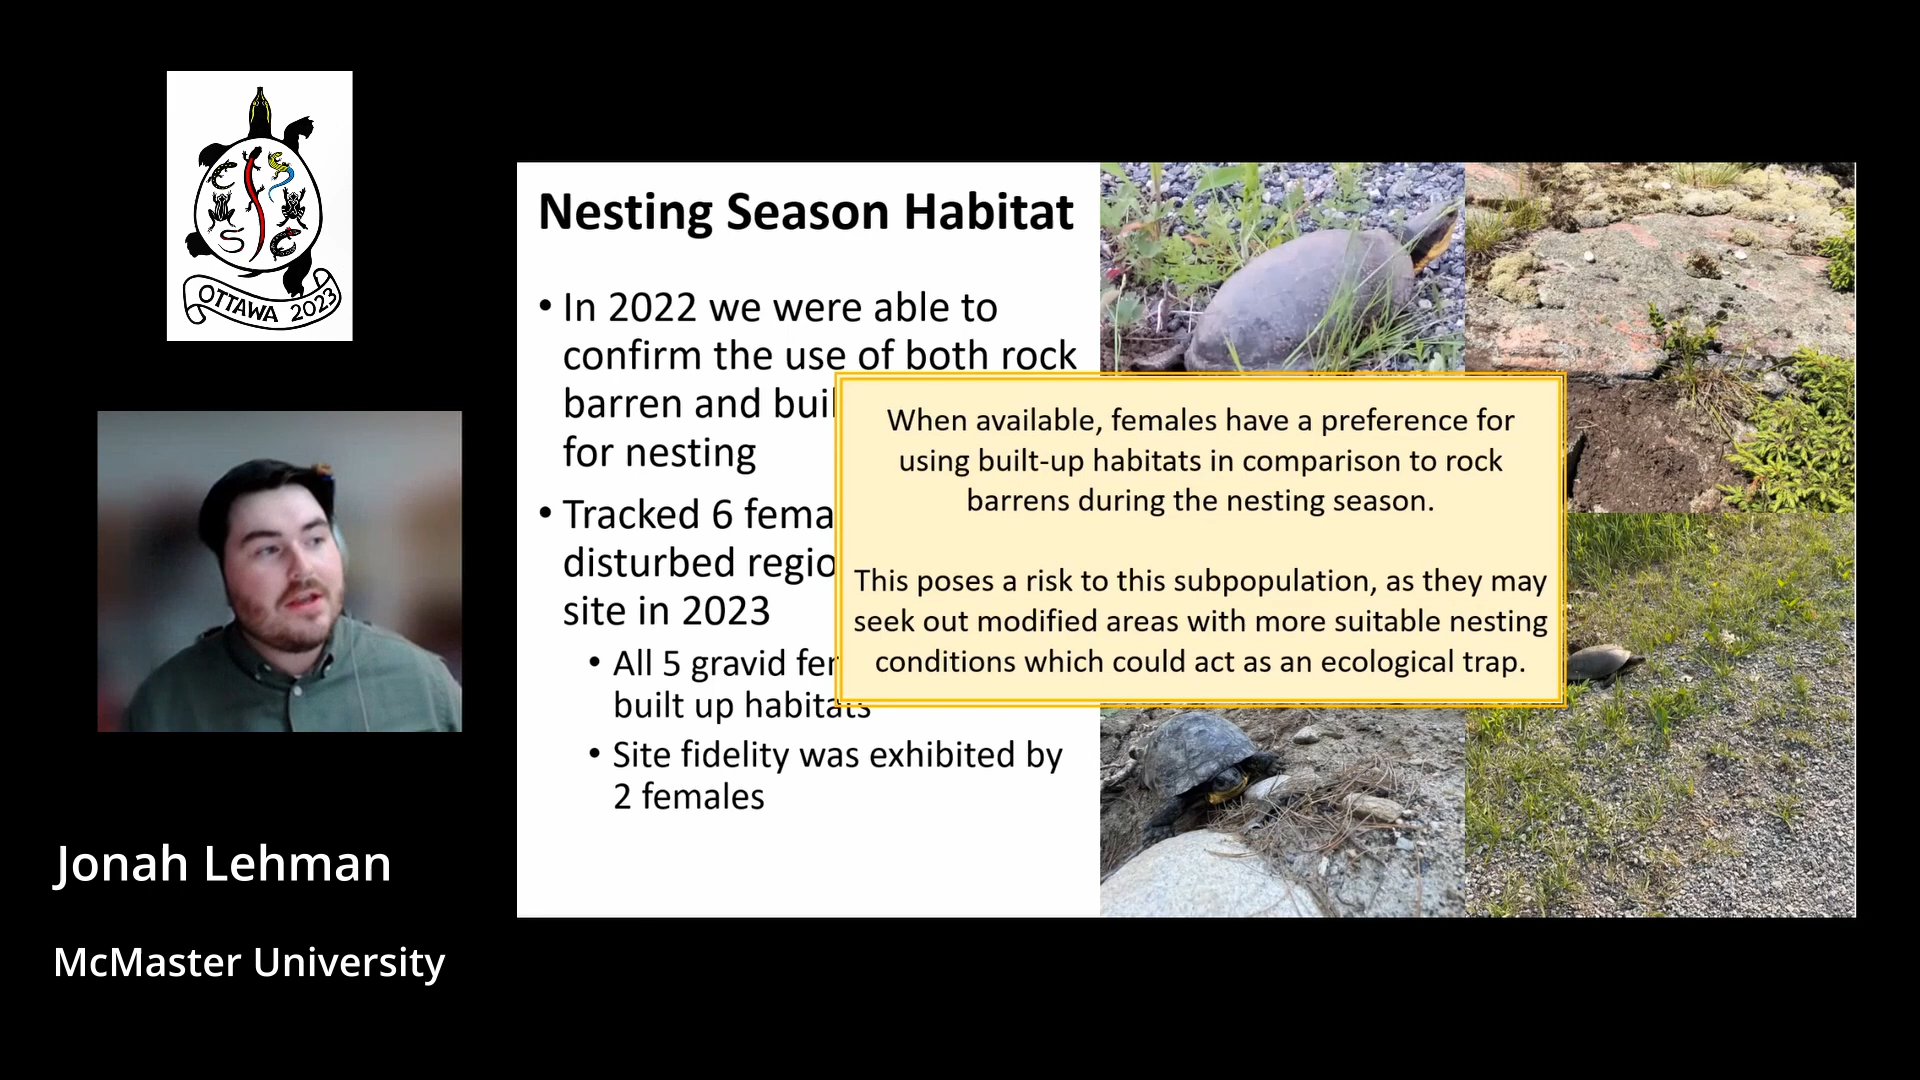 OTTAWA 2023
Nesting Season Habitat
• In 2022 we were able to
confirm the use of both rock
barren and
for nesting
• Tracked 6
disturbed
site in 2023
• All 5 gravid
built up habitats
• Site fidelity was exhibited by
2 females
When available, females have a preference for
using built-up habitats in comparison to rock
barrens during the nesting season.
This poses a risk to this subpopulation, as they may
seek out modified areas with more suitable nesting
conditions which could act as an ecological trap.
Jonah Lehman
McMaster University